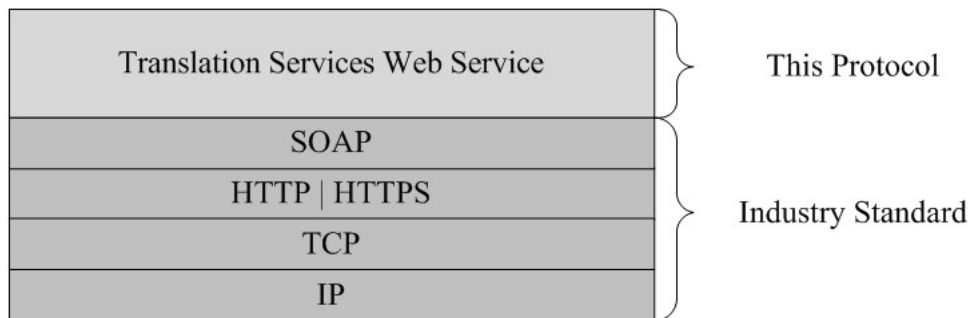 Translation Services Web Service
This Protocol
SOAP
HTTP | HTTPS
TCP
IP
Industry Standard